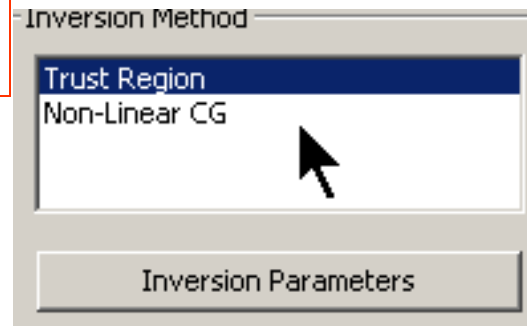 Inversion Method
Trust Region
Non-Linear CG
Inversion Parameters